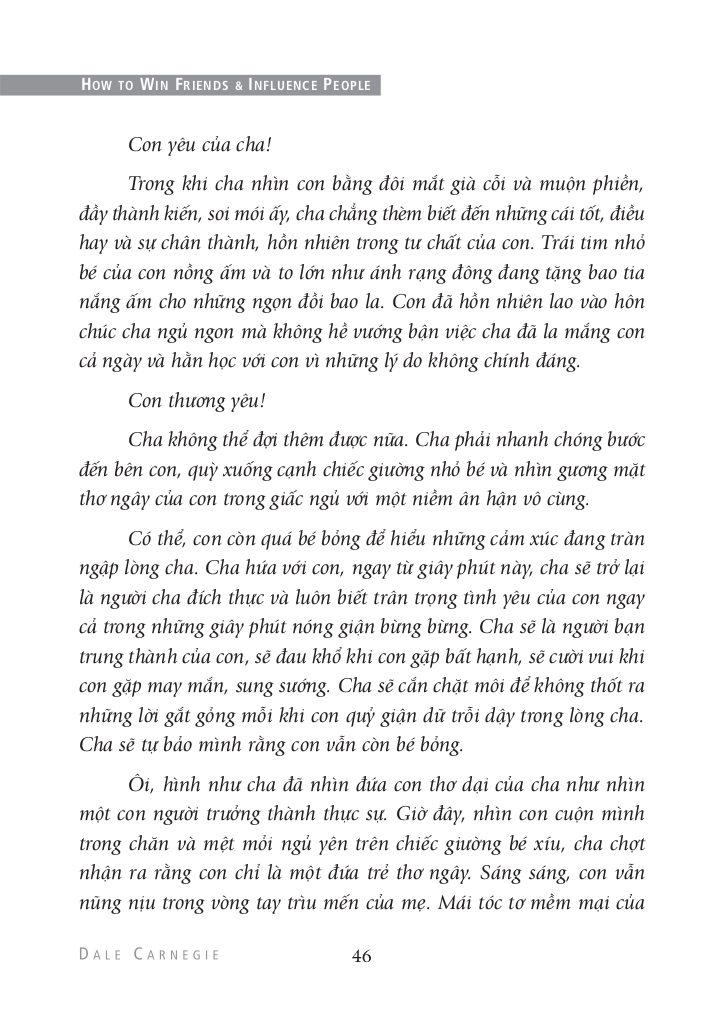 HOW TO WIN FRIENDS & INFLUENCE PEOPLE
Con yêu của cha!
Trong khi cha nhìn con bằng đôi mắt già cỗi và muộn phiền,
đầy thành kiến, soi mói ấy, cha chẳng thèm biết đến những cái tốt, điều
hay và sự chân thành, hồn nhiên trong tư chất của con. Trái tim nhỏ
bé của con nồng ấm và to lớn như ánh rạng đông đang tặng bao tia
nắng ấm cho những ngọn đồi bao la. Con đã hồn nhiên lao vào hôn
chúc cha ngủ ngon mà không hề vướng bận việc cha đã la mắng con
cả ngày và hằn học với con vì những lý do không chính đáng.
Con thương yêu!
Cha không thể đợi thêm được nữa. Cha phải nhanh chóng bước
đến bên con, quỳ xuống cạnh chiếc giường nhỏ bé và nhìn gương mặt
thơ ngây của con trong giấc ngủ với một niềm ân hận vô cùng.
Có thể, con còn quá bé bỏng để hiểu những cảm xúc đang tràn
ngập lòng cha. Cha hứa với con, ngay từ giây phút này, cha sẽ trở lại
là người cha đích thực và luôn biết trân trọng tình yêu của con ngay
cả trong những giây phút nóng giận bừng bừng. Cha sẽ là người bạn
trung thành của con, sẽ đau khổ khi con gặp bất hạnh, sẽ cười vui khi
con gặp may mắn, sung sướng. Cha sẽ cắn chặt môi để không thốt ra
những lời gắt gỏng mỗi khi con quỷ giận dữ trỗi dậy trong lòng cha.
Cha sẽ tự bảo mình rằng con vẫn còn bé bỏng.
Ôi, hình như cha đã nhìn đứa con thơ dại của cha như nhìn
một con người trưởng thành thực sự. Giờ đây, nhìn con cuộn mình
trong chăn và mệt mỏi ngủ yên trên chiếc giường bé xíu, cha chợt
nhận ra rằng con chỉ là một đứa trẻ thơ ngây. Sáng sáng, con vẫn
nũng nịu trong vòng tay trìu mến của mẹ. Mái tóc tơ mềm mại của
DALE CARNEGIE
46